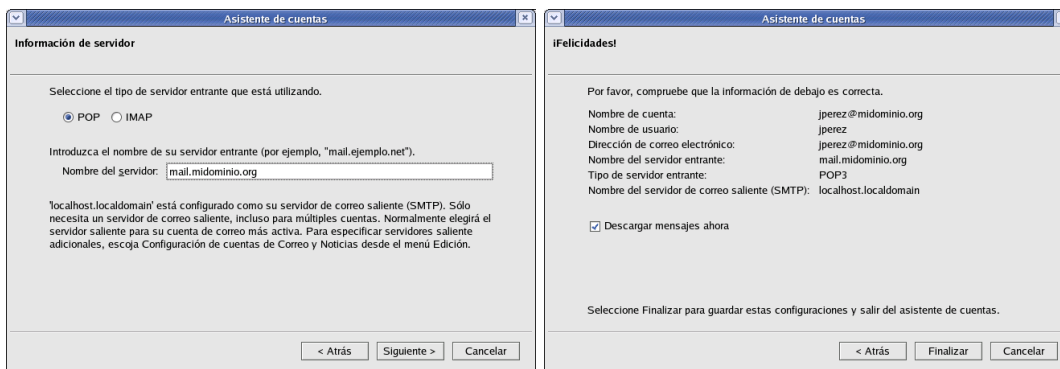 Asistente de cuentas
Información de servidor
Seleccione el tipo de servidor entrante que está utilizando.
POP IMAP
Introduzca el nombre de su servidor entrante (por ejemplo, "mail.ejemplo.net").
Nombre del servidor: mail.midominio.org
'localhost.localdomain' está configurado como su servidor de correo saliente (SMTP). Sólo
necesita un servidor de correo saliente, incluso para múltiples cuentas. Normalmente elegirá el
servidor saliente para su cuenta de correo más activa. Para especificar servidores saliente
adicionales, escoja Configuración de cuentas de Correo y Noticias desde el menú Edición.
< Atrás Siguiente > Cancelar
Asistente de cuentas
¡Felicidades!
Por favor, compruebe que la información de debajo es correcta.
Nombre de cuenta: jperez@midominio.org
Nombre de usuario: jperez
Dirección de correo electrónico: jperez@midominio.org
Nombre del servidor entrante: mail.midominio.org
Tipo de servidor entrante: POP3
Nombre del servidor de correo saliente (SMTP): localhost.localdomain
Descargar mensajes ahora
Seleccione Finalizar para guardar estas configuraciones y salir del asistente de cuentas.
< Atrás Finalizar Cancelar